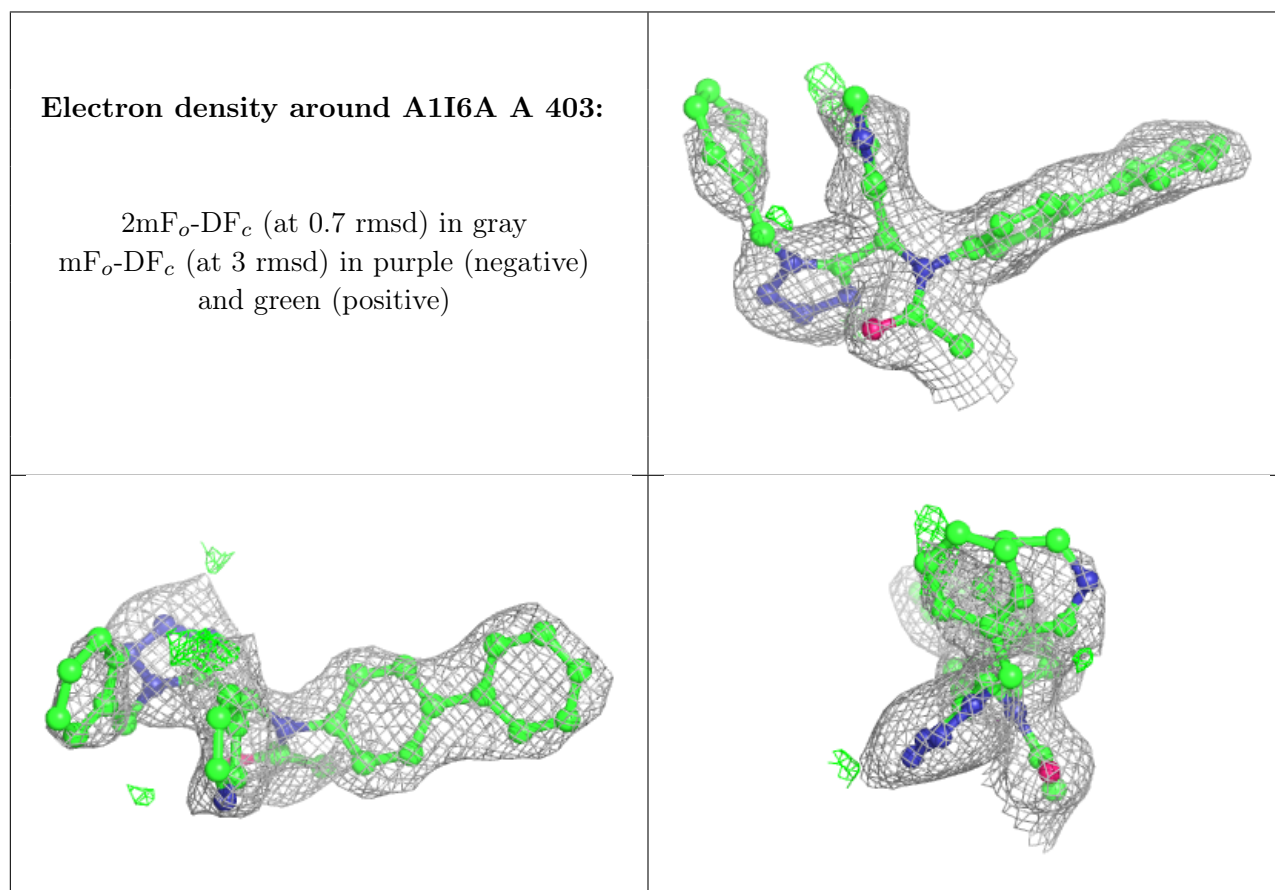 Electron density around A1I6A A 403:
2mFo-DFc (at 0.7 rmsd) in gray
mFo-DFc (at 3 rmsd) in purple (negative)
and green (positive)